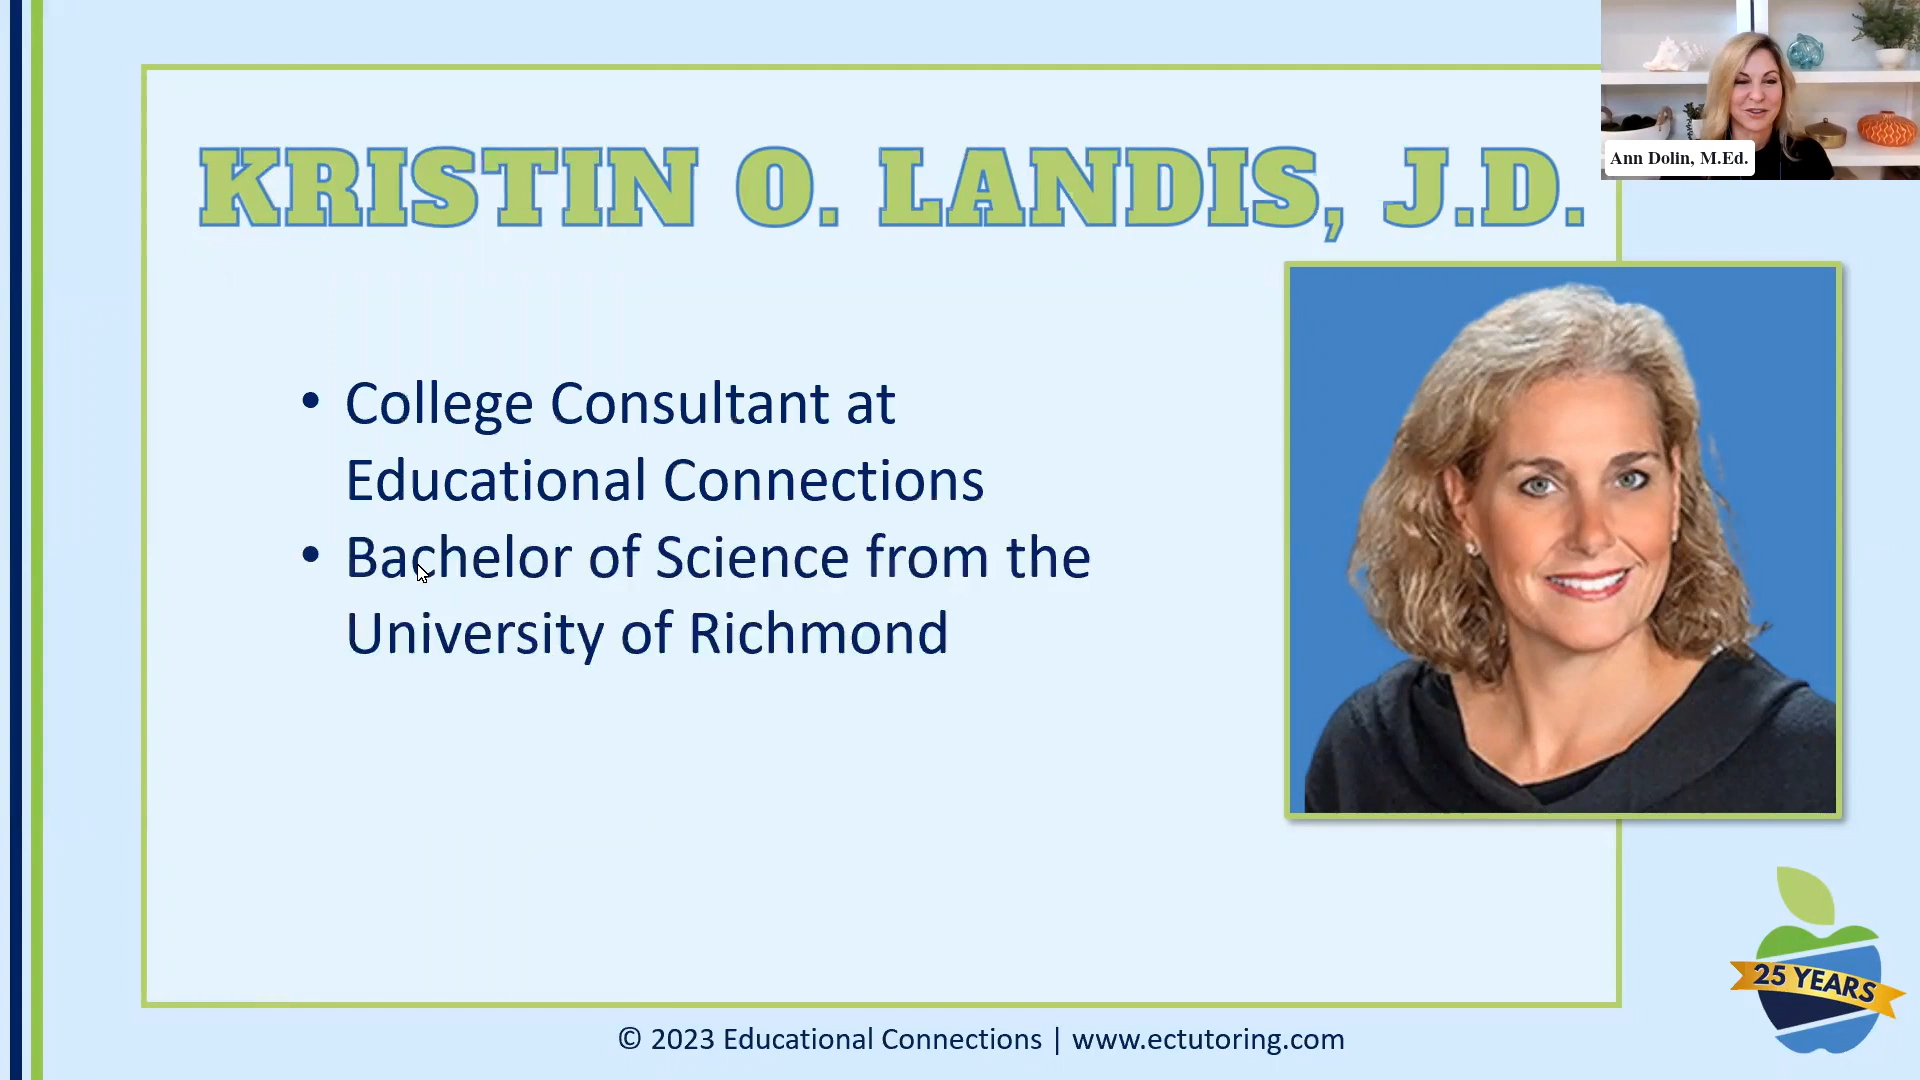 Ann Dolin, M.Ed.
KRISTIN O. LANDIS, J.D.
• College Consultant at
Educational Connections
• Bachelor of Science from the
University of Richmond
25 YEARS
© 2023 Educational Connections | www.ectutoring.com